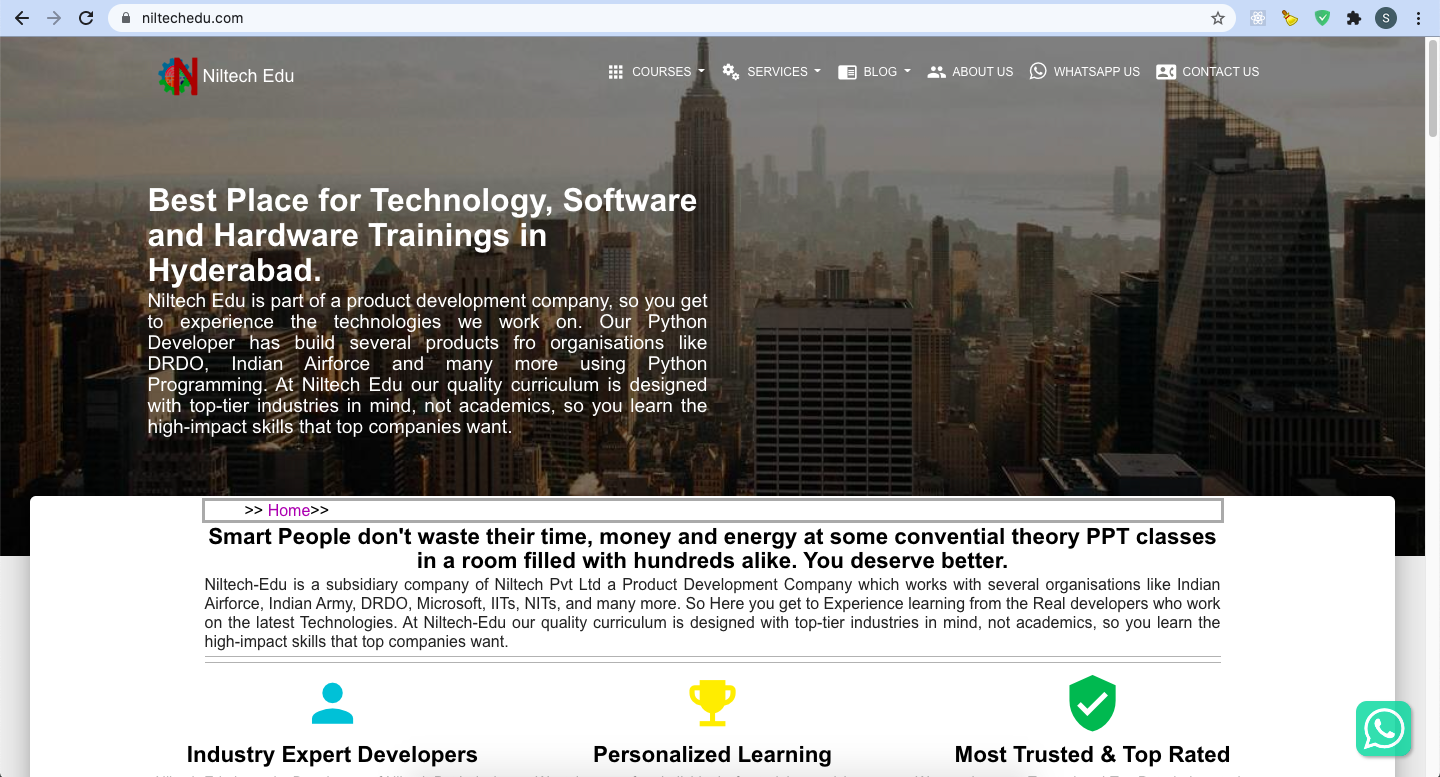 niltechedu.com
S
Niltech Edu
COURSES
SERVICES
BLOG
ABOUT US
WHATSAPP US
CONTACT US
Best Place for Technology, Software
and Hardware Trainings in
Hyderabad.
Niltech Edu is part of a product development company, so you get
to experience the technologies we work on. Our Python
Developer has build several products fro organisations like
DRDO, Indian Airforce and many more using Python
Programming. At Niltech Edu our quality curriculum is designed
with top-tier industries in mind, not academics, so you learn the
high-impact skills that top companies want.
>> Home>>
Smart People don't waste their time, money and energy at some convential theory PPT classes
in a room filled with hundreds alike. You deserve better.
Niltech-Edu is a subsidiary company of Niltech Pvt Ltd a Product Development Company which works with several organisations like Indian
Airforce, Indian Army, DRDO, Microsoft, IITs, NITs, and many more. So Here you get to Experience learning from the Real developers who work
on the latest Technologies. At Niltech-Edu our quality curriculum is designed with top-tier industries in mind, not academics, so you learn the
high-impact skills that top companies want.
Industry Expert Developers
Personalized Learning
Most Trusted & Top Rated